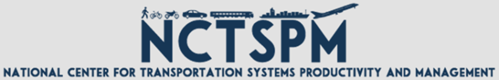 NCTSPM
NATIONAL CENTER FOR TRANSPORTATION SYSTEMS PRODUCTIVITY AND MANAGEMENT